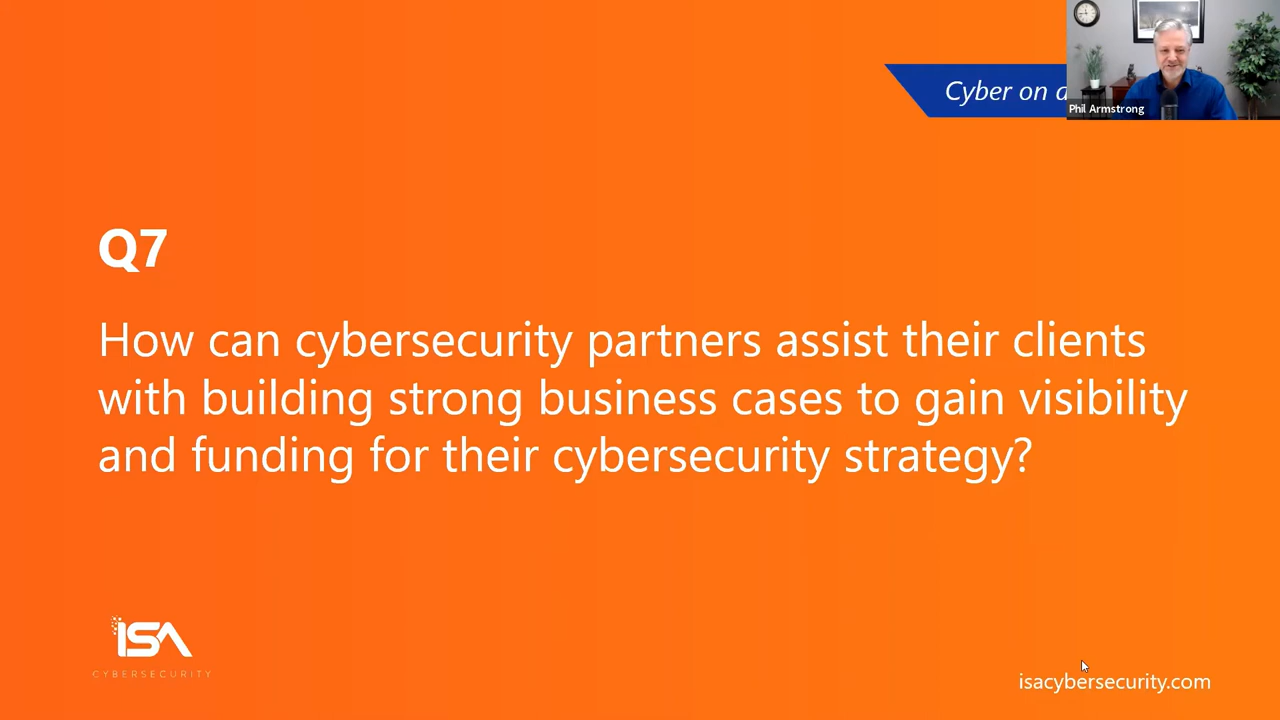 Cyber on a
Phil Armstrong
Q7
How can cybersecurity partners assist their clients
with building strong business cases to gain visibility
and funding for their cybersecurity strategy?
ISA
CYBERSECURITY
isacybersecurity.com